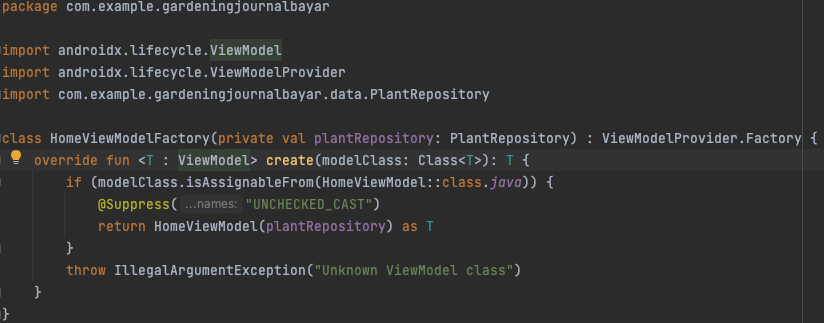 package com.example.gardeningjournalbayar
import androidx.lifecycle.ViewModel
import androidx.lifecycle.ViewModelProvider
import com.example.gardeningjournalbayar.data.PlantRepository
class HomeViewModelFactory(private val plantRepository: PlantRepository) : ViewModelProvider.Factory {
override fun <T : ViewModel> create(modelClass: Class<T>): T {
if (modelClass.isAssignableFrom(HomeViewModel::class.java)) {
@Suppress( ...names: "UNCHECKED_CAST")
return HomeViewModel(plantRepository) as T
}
throw IllegalArgumentException("Unknown ViewModel class")
}
}